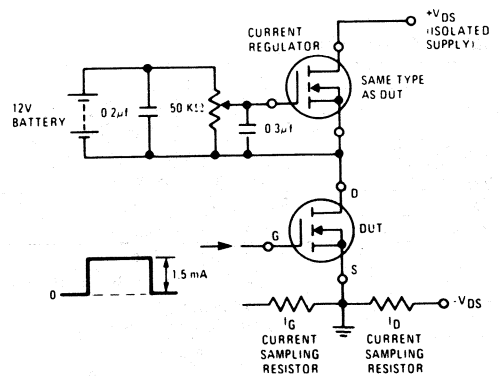 +VDS
(ISOLATED
SUPPLY)
CURRENT
REGULATOR
SAME TYPE
AS DUT
12V
BATTERY
0.2µf
50 KΩ
0.3µf
D
G
DUT
S
1.5 mA
0
-VDS
IG
CURRENT
SAMPLING
RESISTOR
ID
CURRENT
SAMPLING
RESISTOR